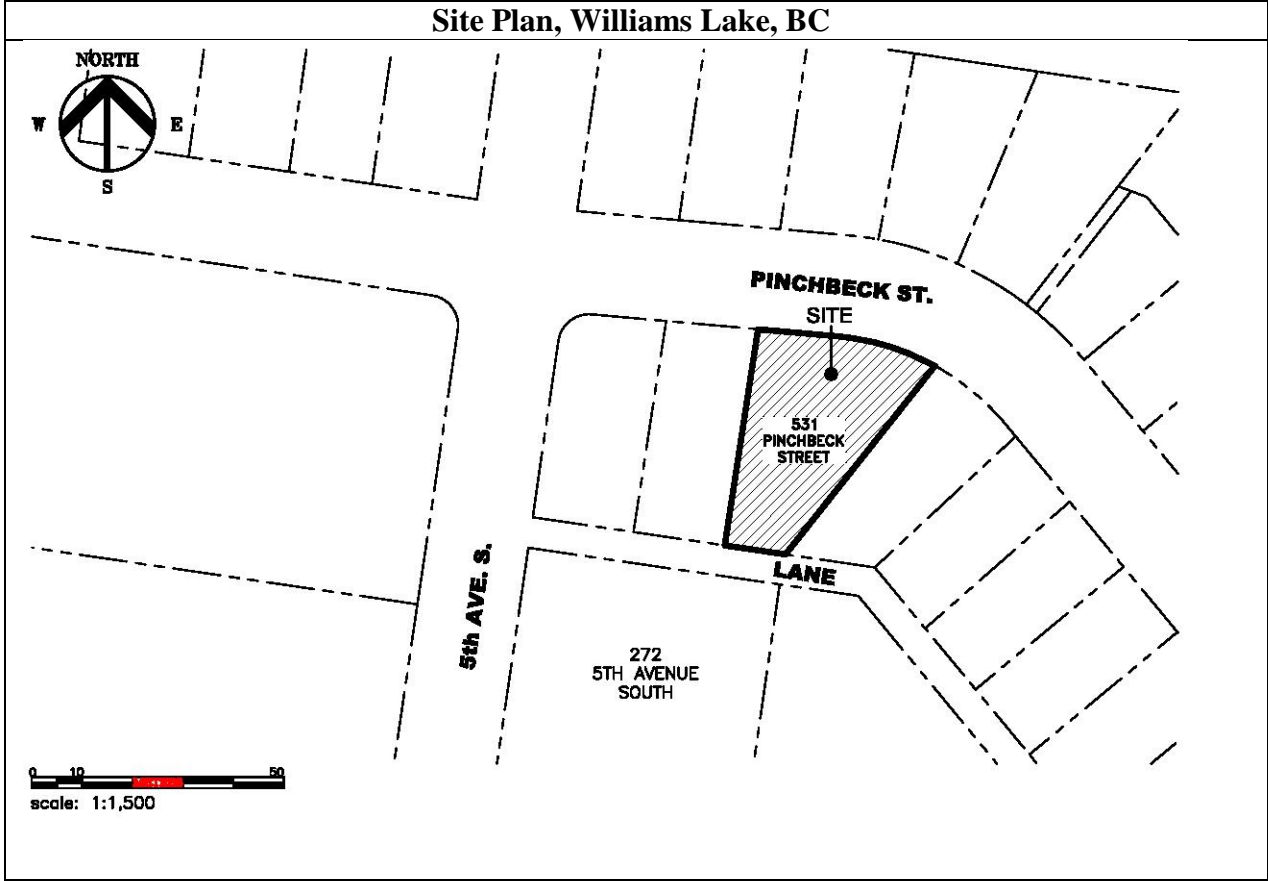 Site Plan, Williams Lake, BC
NORTH
W
E
S
PINCHBECK ST.
SITE
531
PINCHBECK
STREET
LANE
5th AVE. S.
272
5TH AVENUE
SOUTH
0 10 50
scale: 1:1,500